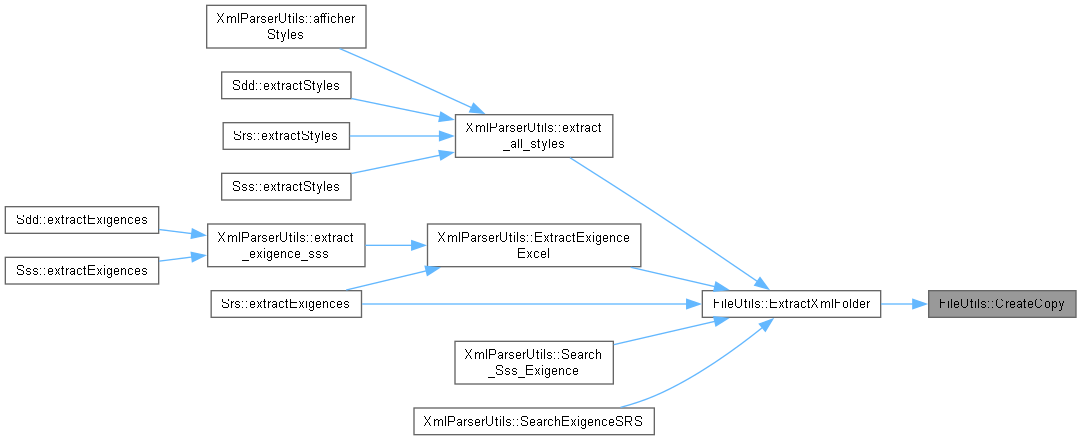 XmlParserUtils::afficher
Styles
Sdd::extractStyles
Srs::extractStyles
Sss::extractStyles
XmlParserUtils::extract
_all_styles
Sdd::extractExigences
Sss::extractExigences
XmlParserUtils::extract
_exigence_sss
XmlParserUtils::ExtractExigence
Excel
Srs::extractExigences
FileUtils::ExtractXmlFolder
FileUtils::CreateCopy
XmlParserUtils::Search
_Sss_Exigence
XmlParserUtils::SearchExigenceSRS